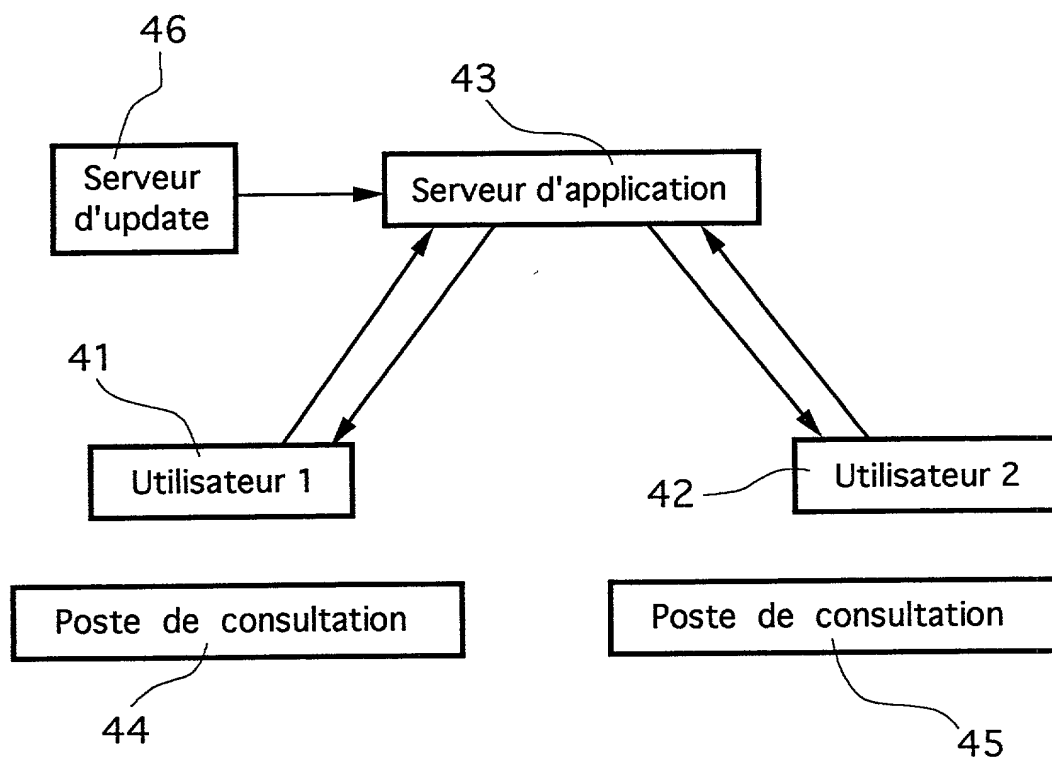 46
43
Serveur
d'update
Serveur d'application
41
Utilisateur 1
42
Utilisateur 2
Poste de consultation
Poste de consultation
44
45